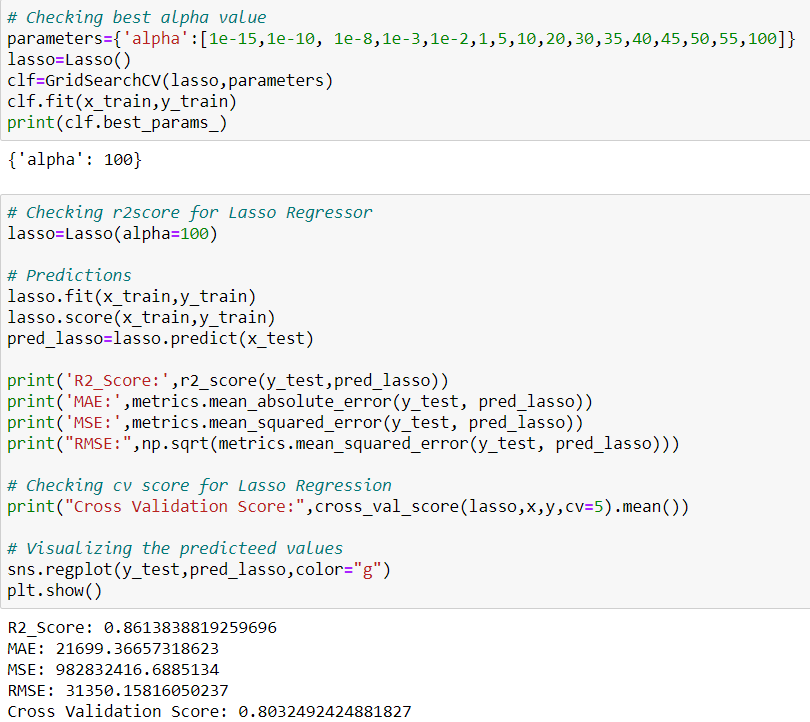 # Checking best alpha value
parameters={'alpha':[1e-15,1e-10, 1e-8,1e-3,1e-2,1,5,10,20,30,35,40,45,50,55,100]}
lasso=Lasso()
clf=GridSearchCV(lasso,parameters)
clf.fit(x_train,y_train)
print(clf.best_params_)
{'alpha': 100}
# Checking r2score for Lasso Regressor
lasso=Lasso(alpha=100)
# Predictions
lasso.fit(x_train,y_train)
lasso.score(x_train,y_train)
pred_lasso=lasso.predict(x_test)
print('R2_Score:',r2_score(y_test,pred_lasso))
print('MAE:',metrics.mean_absolute_error(y_test, pred_lasso))
print('MSE:',metrics.mean_squared_error(y_test, pred_lasso))
print("RMSE:",np.sqrt(metrics.mean_squared_error(y_test, pred_lasso)))
# Checking cv score for Lasso Regression
print("Cross Validation Score:",cross_val_score(lasso,x,y,cv=5).mean())
# Visualizing the predicteed values
sns.regplot(y_test,pred_lasso,color="g")
plt.show()
R2_Score: 0.8613838819259696
MAE: 21699.36657318623
MSE: 982832416.6885134
RMSE: 31350.15816050237
Cross Validation Score: 0.8032492424881827